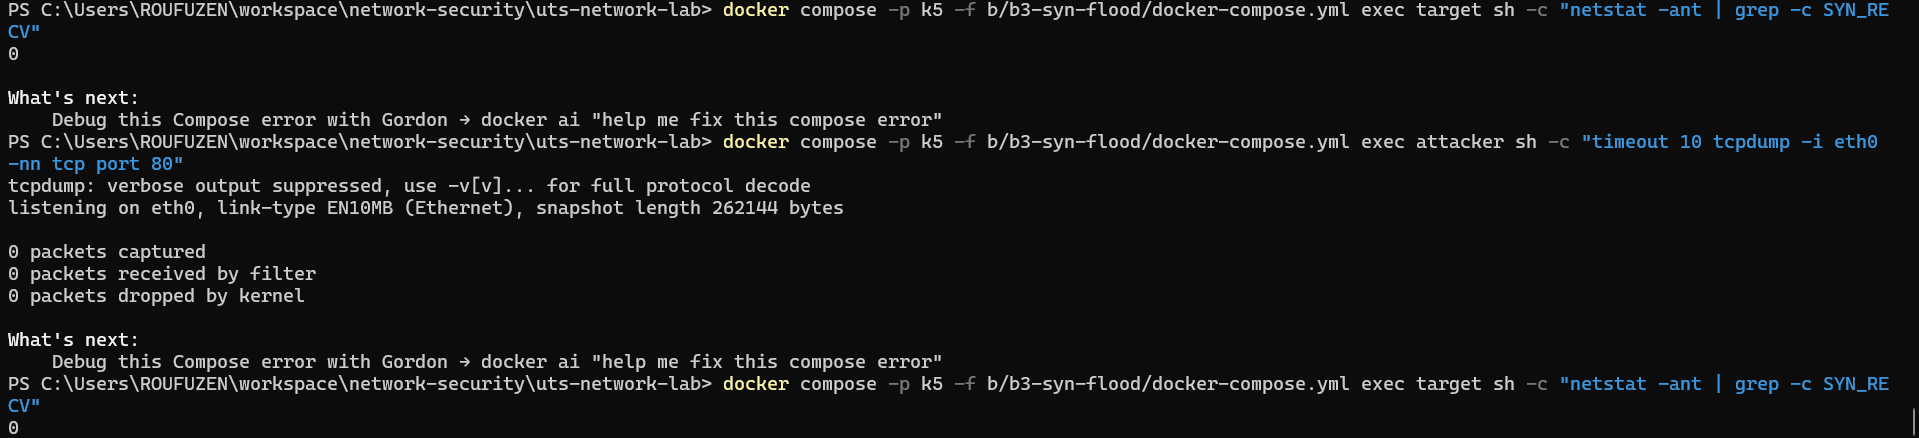 PS C:\Users\ROUFUZEN\workspace\network-security\uts-network-lab> docker compose -p k5 -f b/b3-syn-flood/docker-compose.yml exec target sh -c "netstat -ant | grep -c SYN_RE
CV"
0
What's next:
    Debug this Compose error with Gordon → docker ai "help me fix this compose error"
PS C:\Users\ROUFUZEN\workspace\network-security\uts-network-lab> docker compose -p k5 -f b/b3-syn-flood/docker-compose.yml exec attacker sh -c "timeout 10 tcpdump -i eth0
-nn tcp port 80"
tcpdump: verbose output suppressed, use -v[v]... for full protocol decode
listening on eth0, link-type EN10MB (Ethernet), snapshot length 262144 bytes
0 packets captured
0 packets received by filter
0 packets dropped by kernel
What's next:
    Debug this Compose error with Gordon → docker ai "help me fix this compose error"
PS C:\Users\ROUFUZEN\workspace\network-security\uts-network-lab> docker compose -p k5 -f b/b3-syn-flood/docker-compose.yml exec target sh -c "netstat -ant | grep -c SYN_RE
CV"
0